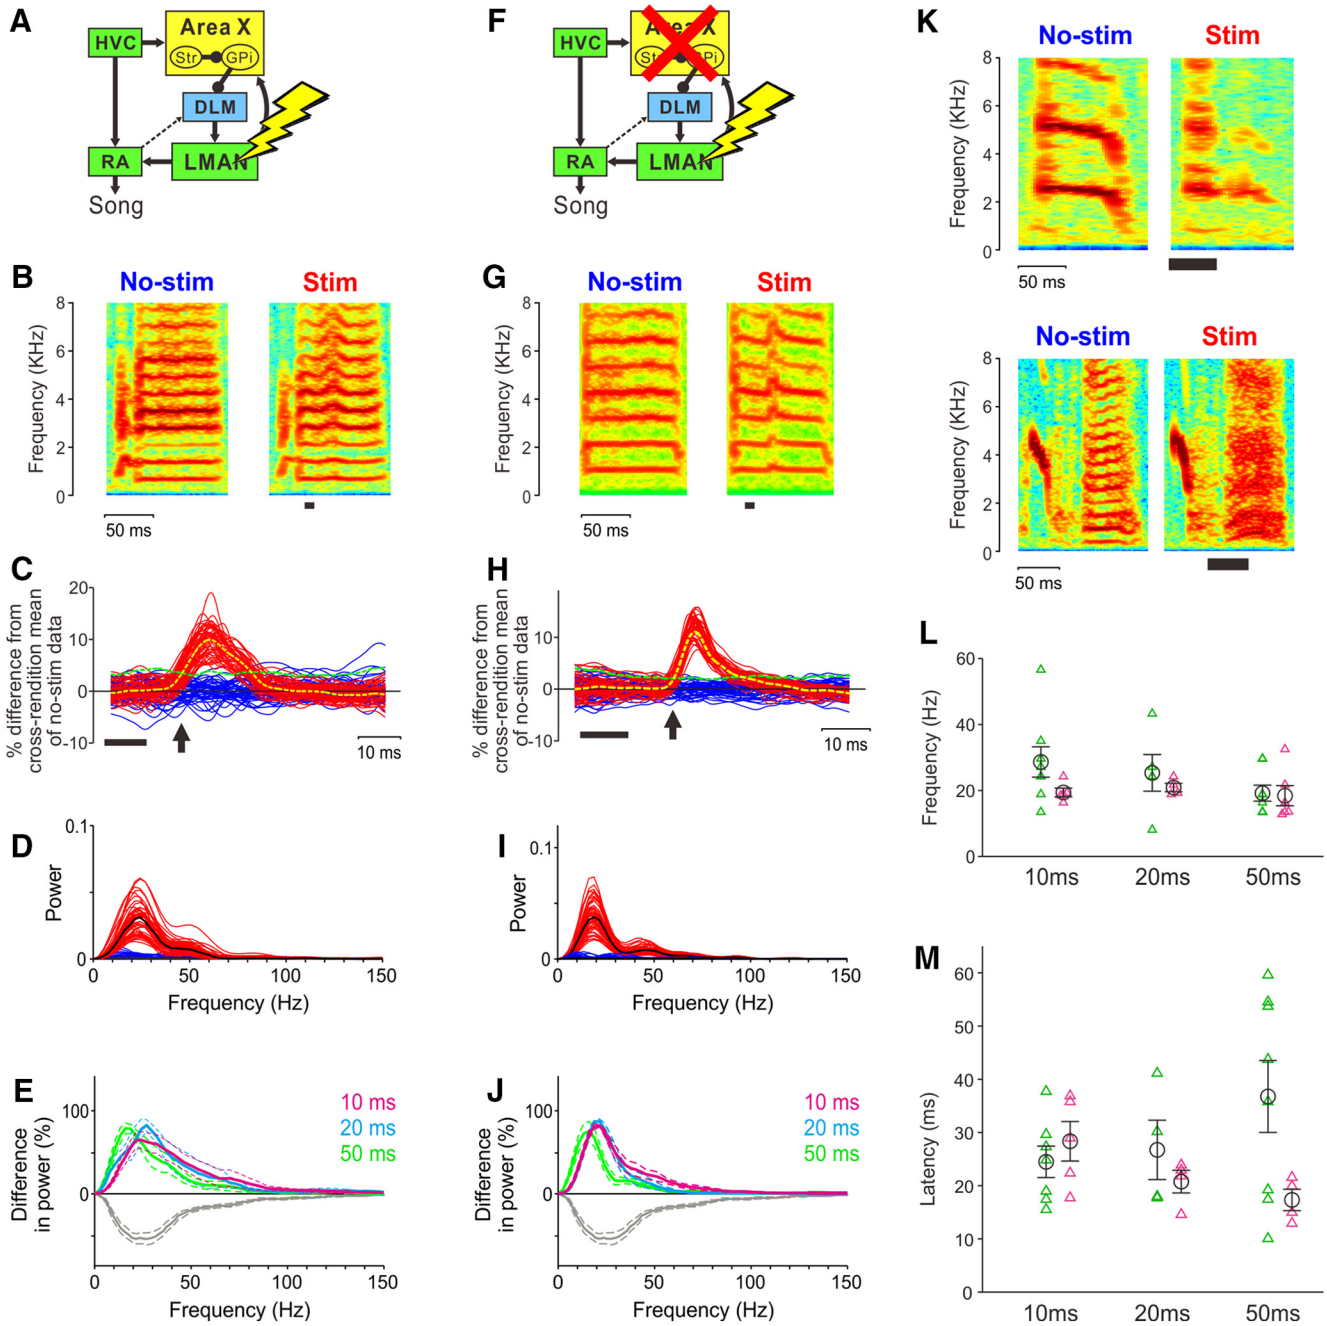 A
HVC
Area X
Str
GPi
DLM
RA
LMAN
Song
B
No-stim
Stim
Frequency (KHz)
8
6
4
2
0
50 ms
C
% difference from
cross-rendition mean
of no-stim data
20
10
0
-10
10 ms
D
Power
0.1
0
0
50
100
150
Frequency (Hz)
E
Difference
in power (%)
100
0
10 ms
20 ms
50 ms
0
50
100
150
Frequency (Hz)
F
HVC
Area X
Str
GPi
DLM
RA
LMAN
Song
G
No-stim
Stim
Frequency (KHz)
8
6
4
2
0
50 ms
H
% difference from
cross-rendition mean
of no-stim data
10
0
-10
10 ms
I
Power
0.1
0
0
50
100
150
Frequency (Hz)
J
Difference
in power (%)
100
0
10 ms
20 ms
50 ms
0
50
100
150
Frequency (Hz)
K
No-stim
Stim
Frequency (KHz)
8
6
4
2
0
50 ms
No-stim
Stim
Frequency (KHz)
8
6
4
2
0
50 ms
L
Frequency (Hz)
60
40
20
0
10ms
20ms
50ms
M
Latency (ms)
60
50
40
30
20
10
0
10ms
20ms
50ms